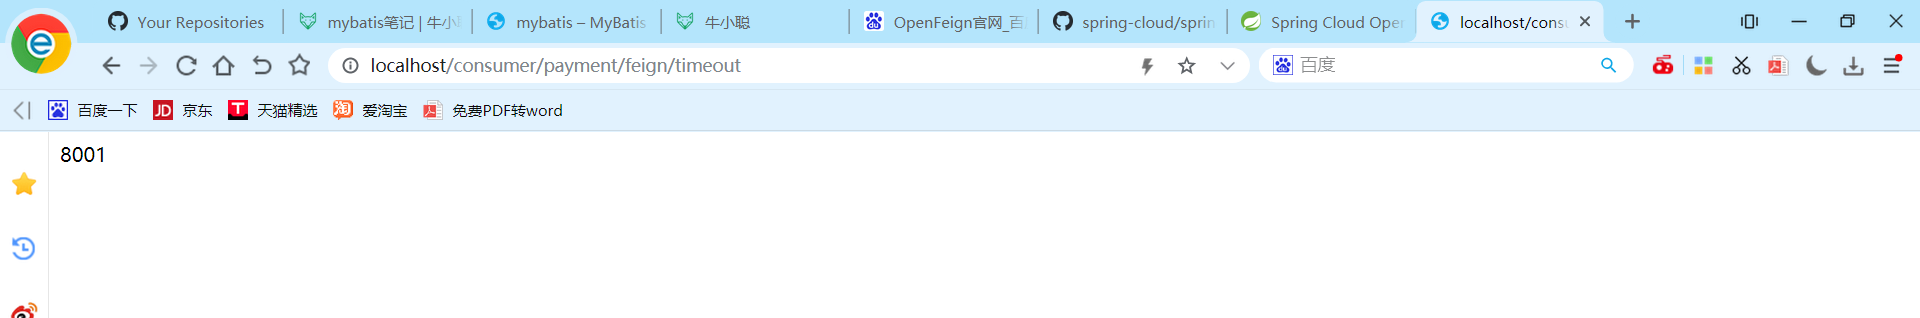 Your Repositories
mybatis笔记 | 牛小聪
mybatis – MyBatis
牛小聪
OpenFeign官网_百
spring-cloud/sprin
Spring Cloud Oper
localhost/consu
localhost/consumer/payment/feign/timeout
百度
百度一下
JD 京东
T 天猫精选
淘 爱淘宝
免费PDF转word
8001